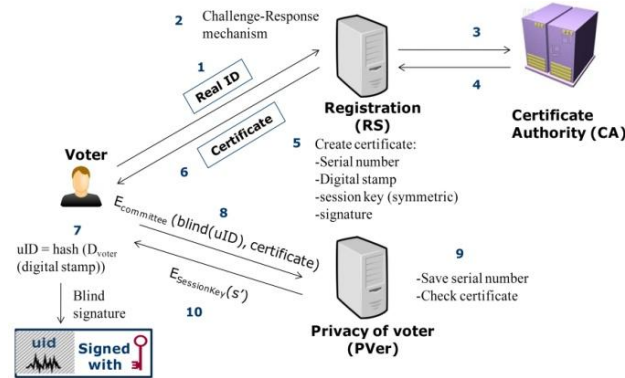 2
Challenge-Response
mechanism
1
Real ID
3
4
Registration
(RS)
Certificate
Authority (CA)
Voter
6
Certificate
5
Create certificate:
-Serial number
-Digital stamp
-session key (symmetric)
-signature
7
uID = hash (Dvoter
(digital stamp))
8
Ecommittee (blind(uID), certificate)
ESessionKey(s')
10
9
-Save serial number
-Check certificate
Blind
signature
Privacy of voter
(PVer)
uid
Signed
with